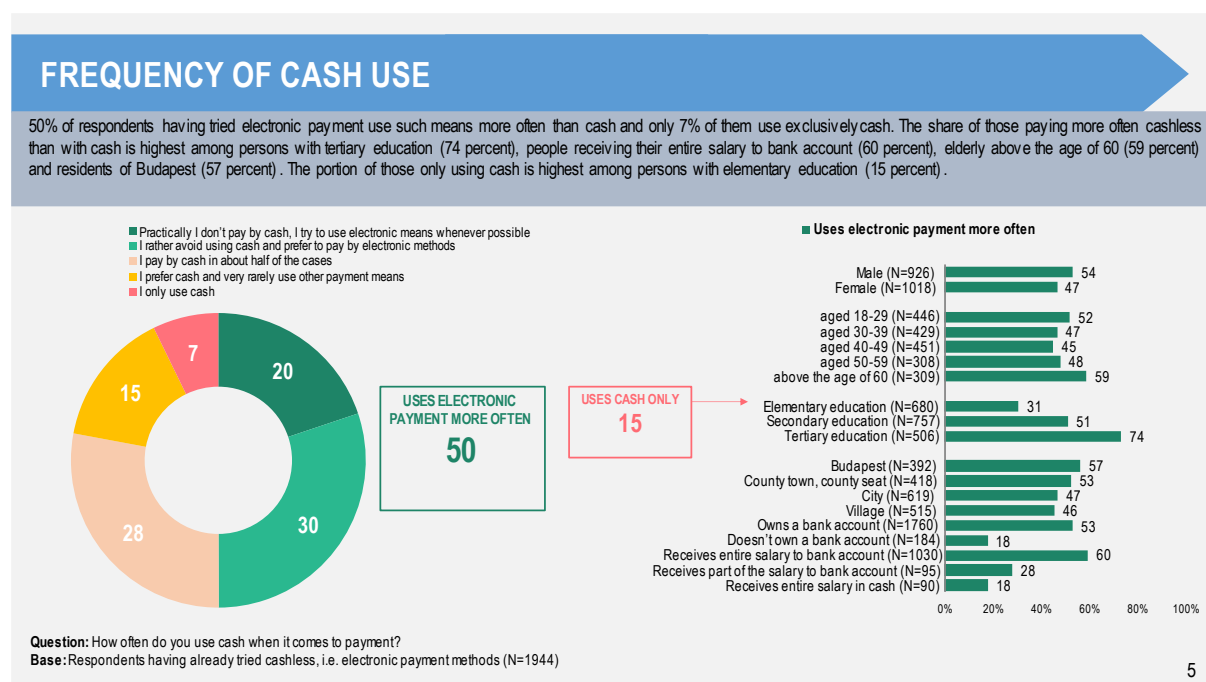 FREQUENCY OF CASH USE
50% of respondents having tried electronic payment use such means more often than cash and only 7% of them use exclusively cash. The share of those paying more often cashless
than with cash is highest among persons with tertiary education (74 percent), people receiving their entire salary to bank account (60 percent), elderly above the age of 60 (59 percent)
and residents of Budapest (57 percent). The portion of those only using cash is highest among persons with elementary education (15 percent).
Practically I don't pay by cash, I try to use electronic means whenever possible
I rather avoid using cash and prefer to pay by electronic methods
I pay by cash in about half of the cases
I prefer cash and very rarely use other payment means
I only use cash
7
20
15
30
28
USES ELECTRONIC
PAYMENT MORE OFTEN
50
USES CASH ONLY
15
Uses electronic payment more often
Male (N=926) 54
Female (N=1018) 47
aged 18-29 (N=446) 52
aged 30-39 (N=429) 47
aged 40-49 (N=451) 45
aged 50-59 (N=308) 48
above the age of 60 (N=309) 59
Elementary education (N=680) 31
Secondary education (N=757) 51
Tertiary education (N=506) 74
Budapest (N=392) 57
County town, county seat (N=418) 53
City (N=619) 47
Village (N=515) 46
Owns a bank account (N=1760) 53
Doesn't own a bank account (N=184) 18
Receives entire salary to bank account (N=1030) 60
Receives part of the salary to bank account (N=95) 28
Receives entire salary in cash (N=90) 18
0% 20% 40% 60% 80% 100%
Question: How often do you use cash when it comes to payment?
Base: Respondents having already tried cashless, i.e. electronic payment methods (N=1944)
5